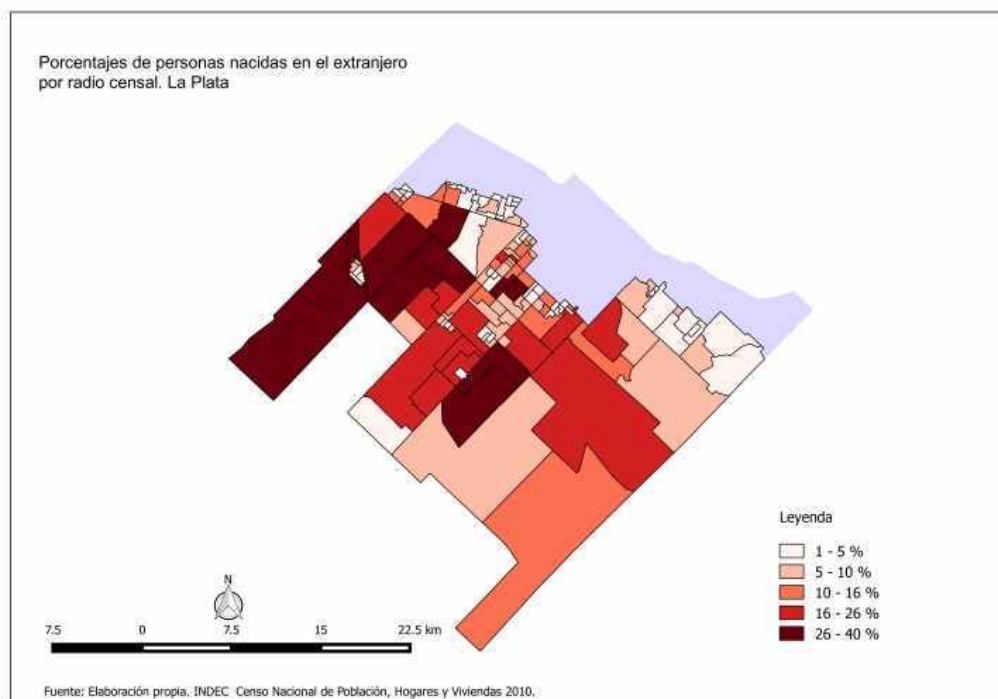 Porcentajes de personas nacidas en el extranjero
por radio censal. La Plata
Leyenda
1 - 5 %
5 - 10 %
10 - 16 %
16 - 26 %
26 - 40 %
N
7.5 0 7.5 15 22.5 km
Fuente: Elaboración propia. INDEC Censo Nacional de Población, Hogares y Viviendas 2010.